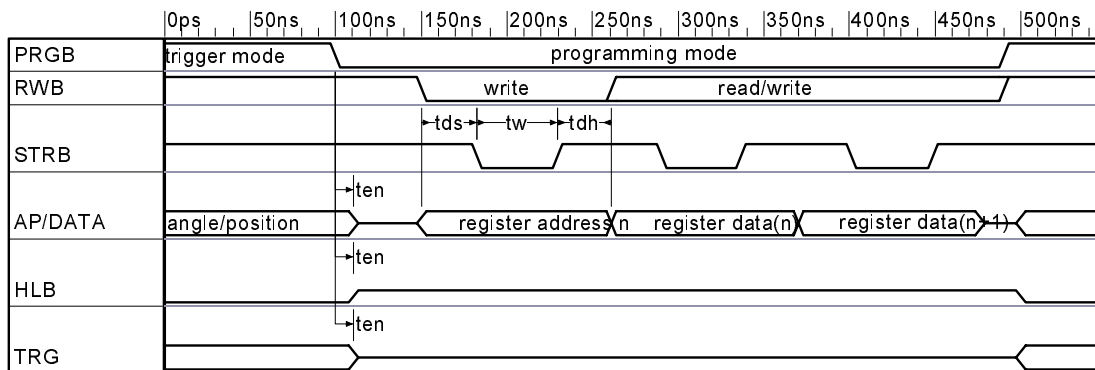 0ps 50ns 100ns 150ns 200ns 250ns 300ns 350ns 400ns 450ns 500ns
PRGB trigger mode programming mode
RWB write read/write
tds tw tdh
STRB
ten
AP/DATA angle/position register address n register data(n) register data(n+1)
ten
HLB
ten
TRG